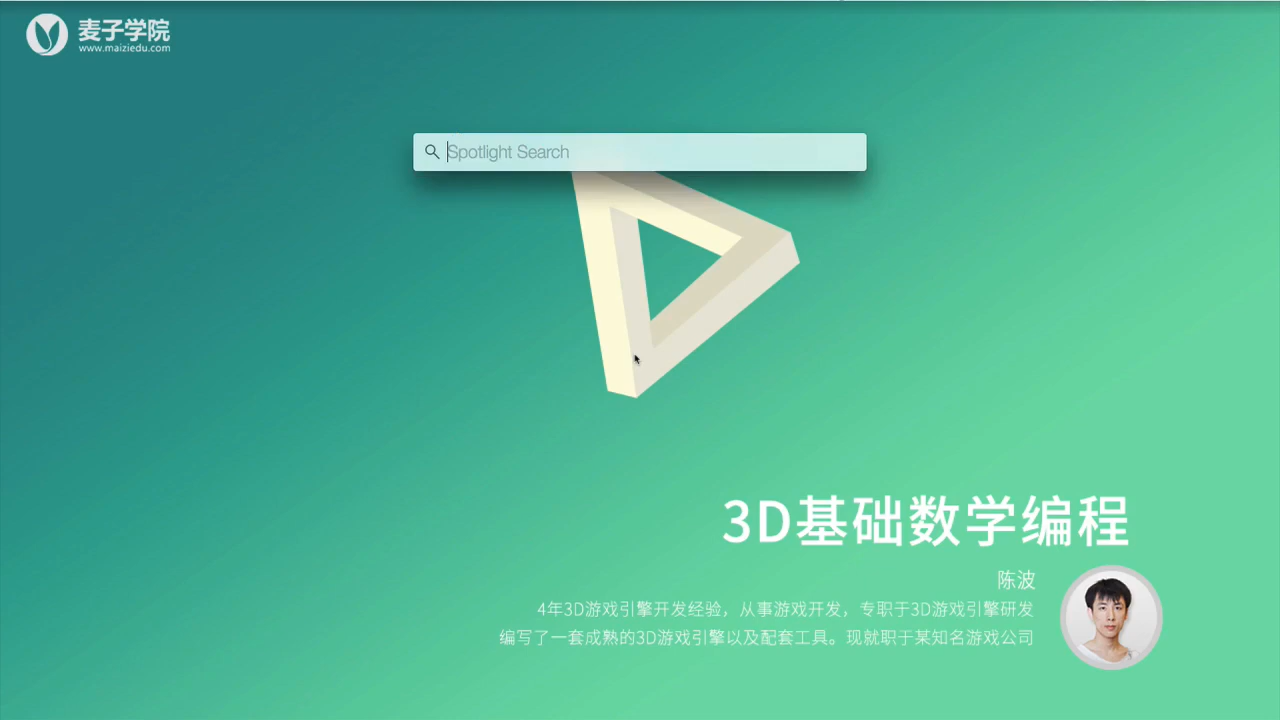 麦子学院
www.maiziedu.com
Spotlight Search
3D基础数学编程
陈波
4年3D游戏引擎开发经验，从事游戏开发，专职于3D游戏引擎研发
编写了一套成熟的3D游戏引擎以及配套工具。现就职于某知名游戏公司